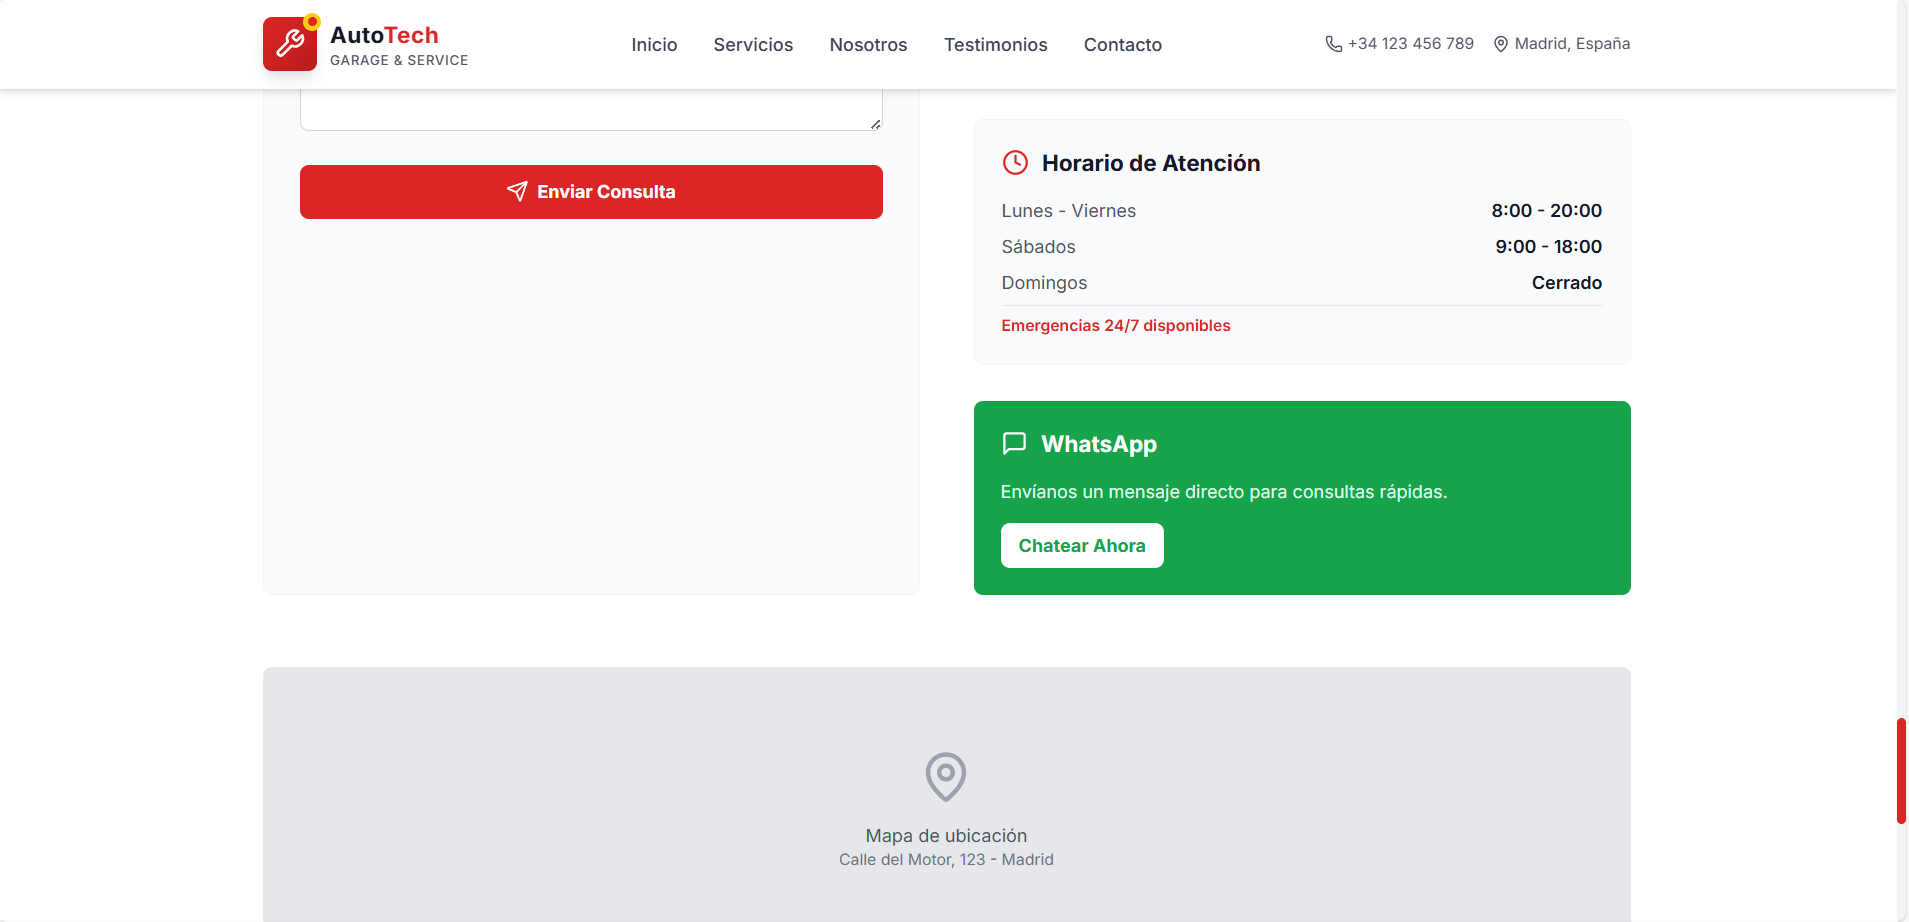 AutoTech
GARAGE & SERVICE
Inicio
Servicios
Nosotros
Testimonios
Contacto
+34 123 456 789
Madrid, España
Enviar Consulta
Horario de Atención
Lunes - Viernes 8:00 - 20:00
Sábados 9:00 - 18:00
Domingos Cerrado
Emergencias 24/7 disponibles
WhatsApp
Envíanos un mensaje directo para consultas rápidas.
Chatear Ahora
Mapa de ubicación
Calle del Motor, 123 - Madrid